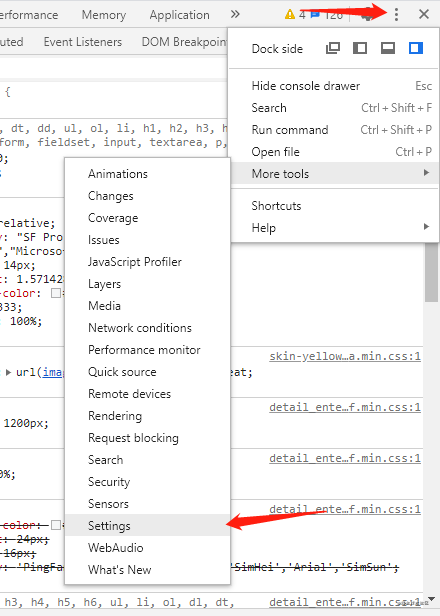 erformance Memory Application » 4 126
uted Event Listeners DOM Breakpoin
Dock side
Hide console drawer Esc
Search Ctrl + Shift + F
Run command Ctrl + Shift + P
Open file Ctrl + P
More tools
Shortcuts
Help
{
, dt, dd, ul, ol, li, h1, h2, h3, h
form, fieldset, input, textarea, p,
0;
Animations
Changes
Coverage
Issues
JavaScript Profiler
Layers
Media
Network conditions
Performance monitor
Quick source
Remote devices
Rendering
Request blocking
Search
Security
Sensors
Settings
WebAudio
What's New
relative;
y: "SF Pro
","Microso
14px;
t: 1.57142
-color:
333;
: 100%;
skin-yellow…a.min.css:1
url(ima eat;
detail_ente…f.min.css:1
1200px;
detail_ente…f.min.css:1
0%;
detail_ente…f.min.css:1
color:
t: 24px;
16px;
y: 'PingFa 'SimHei','Arial','SimSun';
detail_ente…f.min.css:1
, h3, h4, h5, h6, ul, ol, dl, dt,